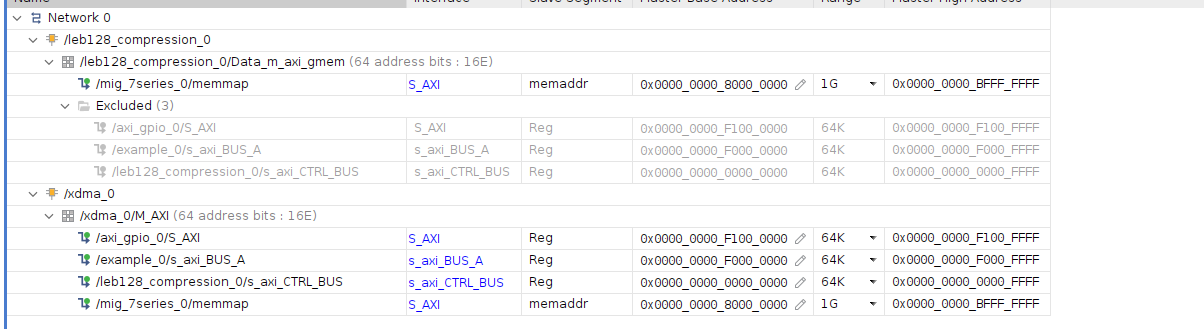 Name Interface Slave Segment Master Base Address Range Master High Address
Network 0
/leb128_compression_0
/leb128_compression_0/Data_m_axi_gmem (64 address bits : 16E)
/mig_7series_0/memmap S_AXI memaddr 0x0000_0000_8000_0000 1G 0x0000_0000_BFFF_FFFF
Excluded (3)
/axi_gpio_0/S_AXI S_AXI Reg 0x0000_0000_F100_0000 64K 0x0000_0000_F100_FFFF
/example_0/s_axi_BUS_A s_axi_BUS_A Reg 0x0000_0000_F000_0000 64K 0x0000_0000_F000_FFFF
/leb128_compression_0/s_axi_CTRL_BUS s_axi_CTRL_BUS Reg 0x0000_0000_0000_0000 64K 0x0000_0000_0000_FFFF
/xdma_0
/xdma_0/M_AXI (64 address bits : 16E)
/axi_gpio_0/S_AXI S_AXI Reg 0x0000_0000_F100_0000 64K 0x0000_0000_F100_FFFF
/example_0/s_axi_BUS_A s_axi_BUS_A Reg 0x0000_0000_F000_0000 64K 0x0000_0000_F000_FFFF
/leb128_compression_0/s_axi_CTRL_BUS s_axi_CTRL_BUS Reg 0x0000_0000_0000_0000 64K 0x0000_0000_0000_FFFF
/mig_7series_0/memmap S_AXI memaddr 0x0000_0000_8000_0000 1G 0x0000_0000_BFFF_FFFF